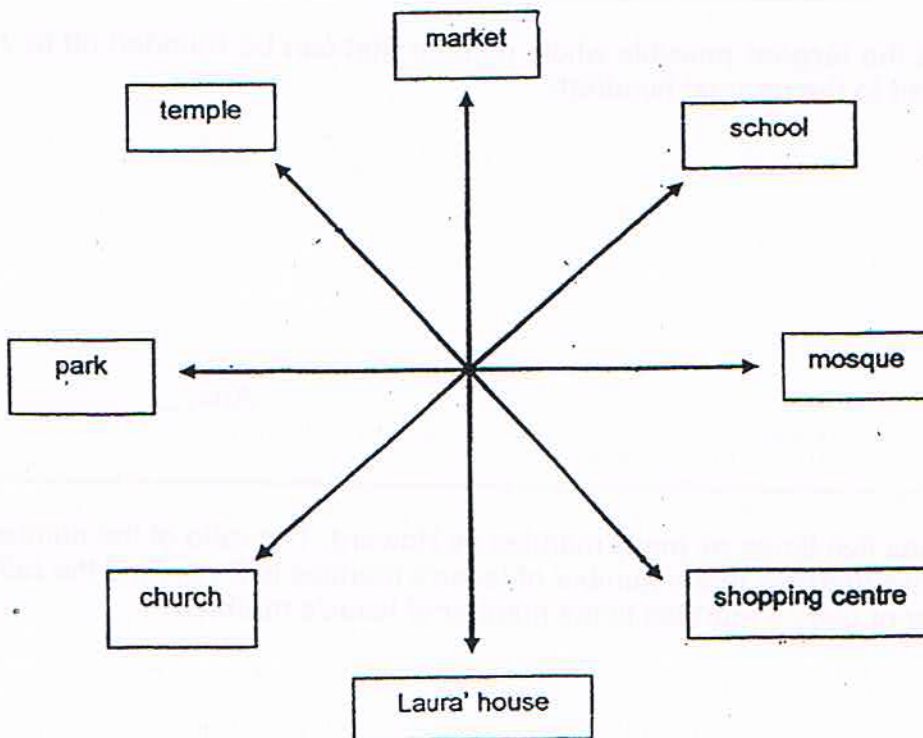 market
temple
school
park
mosque
church
shopping centre
Laura' house